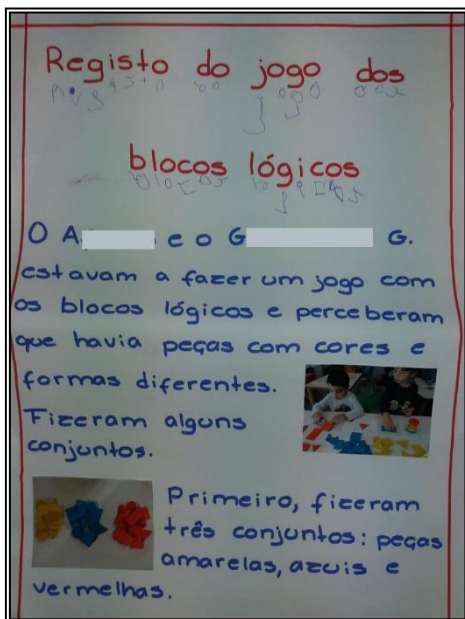 Registo do jogo dos
blocos lógicos
O A e o G G.
estavam a fazer um jogo com
os blocos lógicos e perceberam
que havia peças com cores e
formas diferentes.
Fizeram alguns
conjuntos.
Primeiro, fizeram
três conjuntos: peças
amarelas, azuis e
vermelhas.